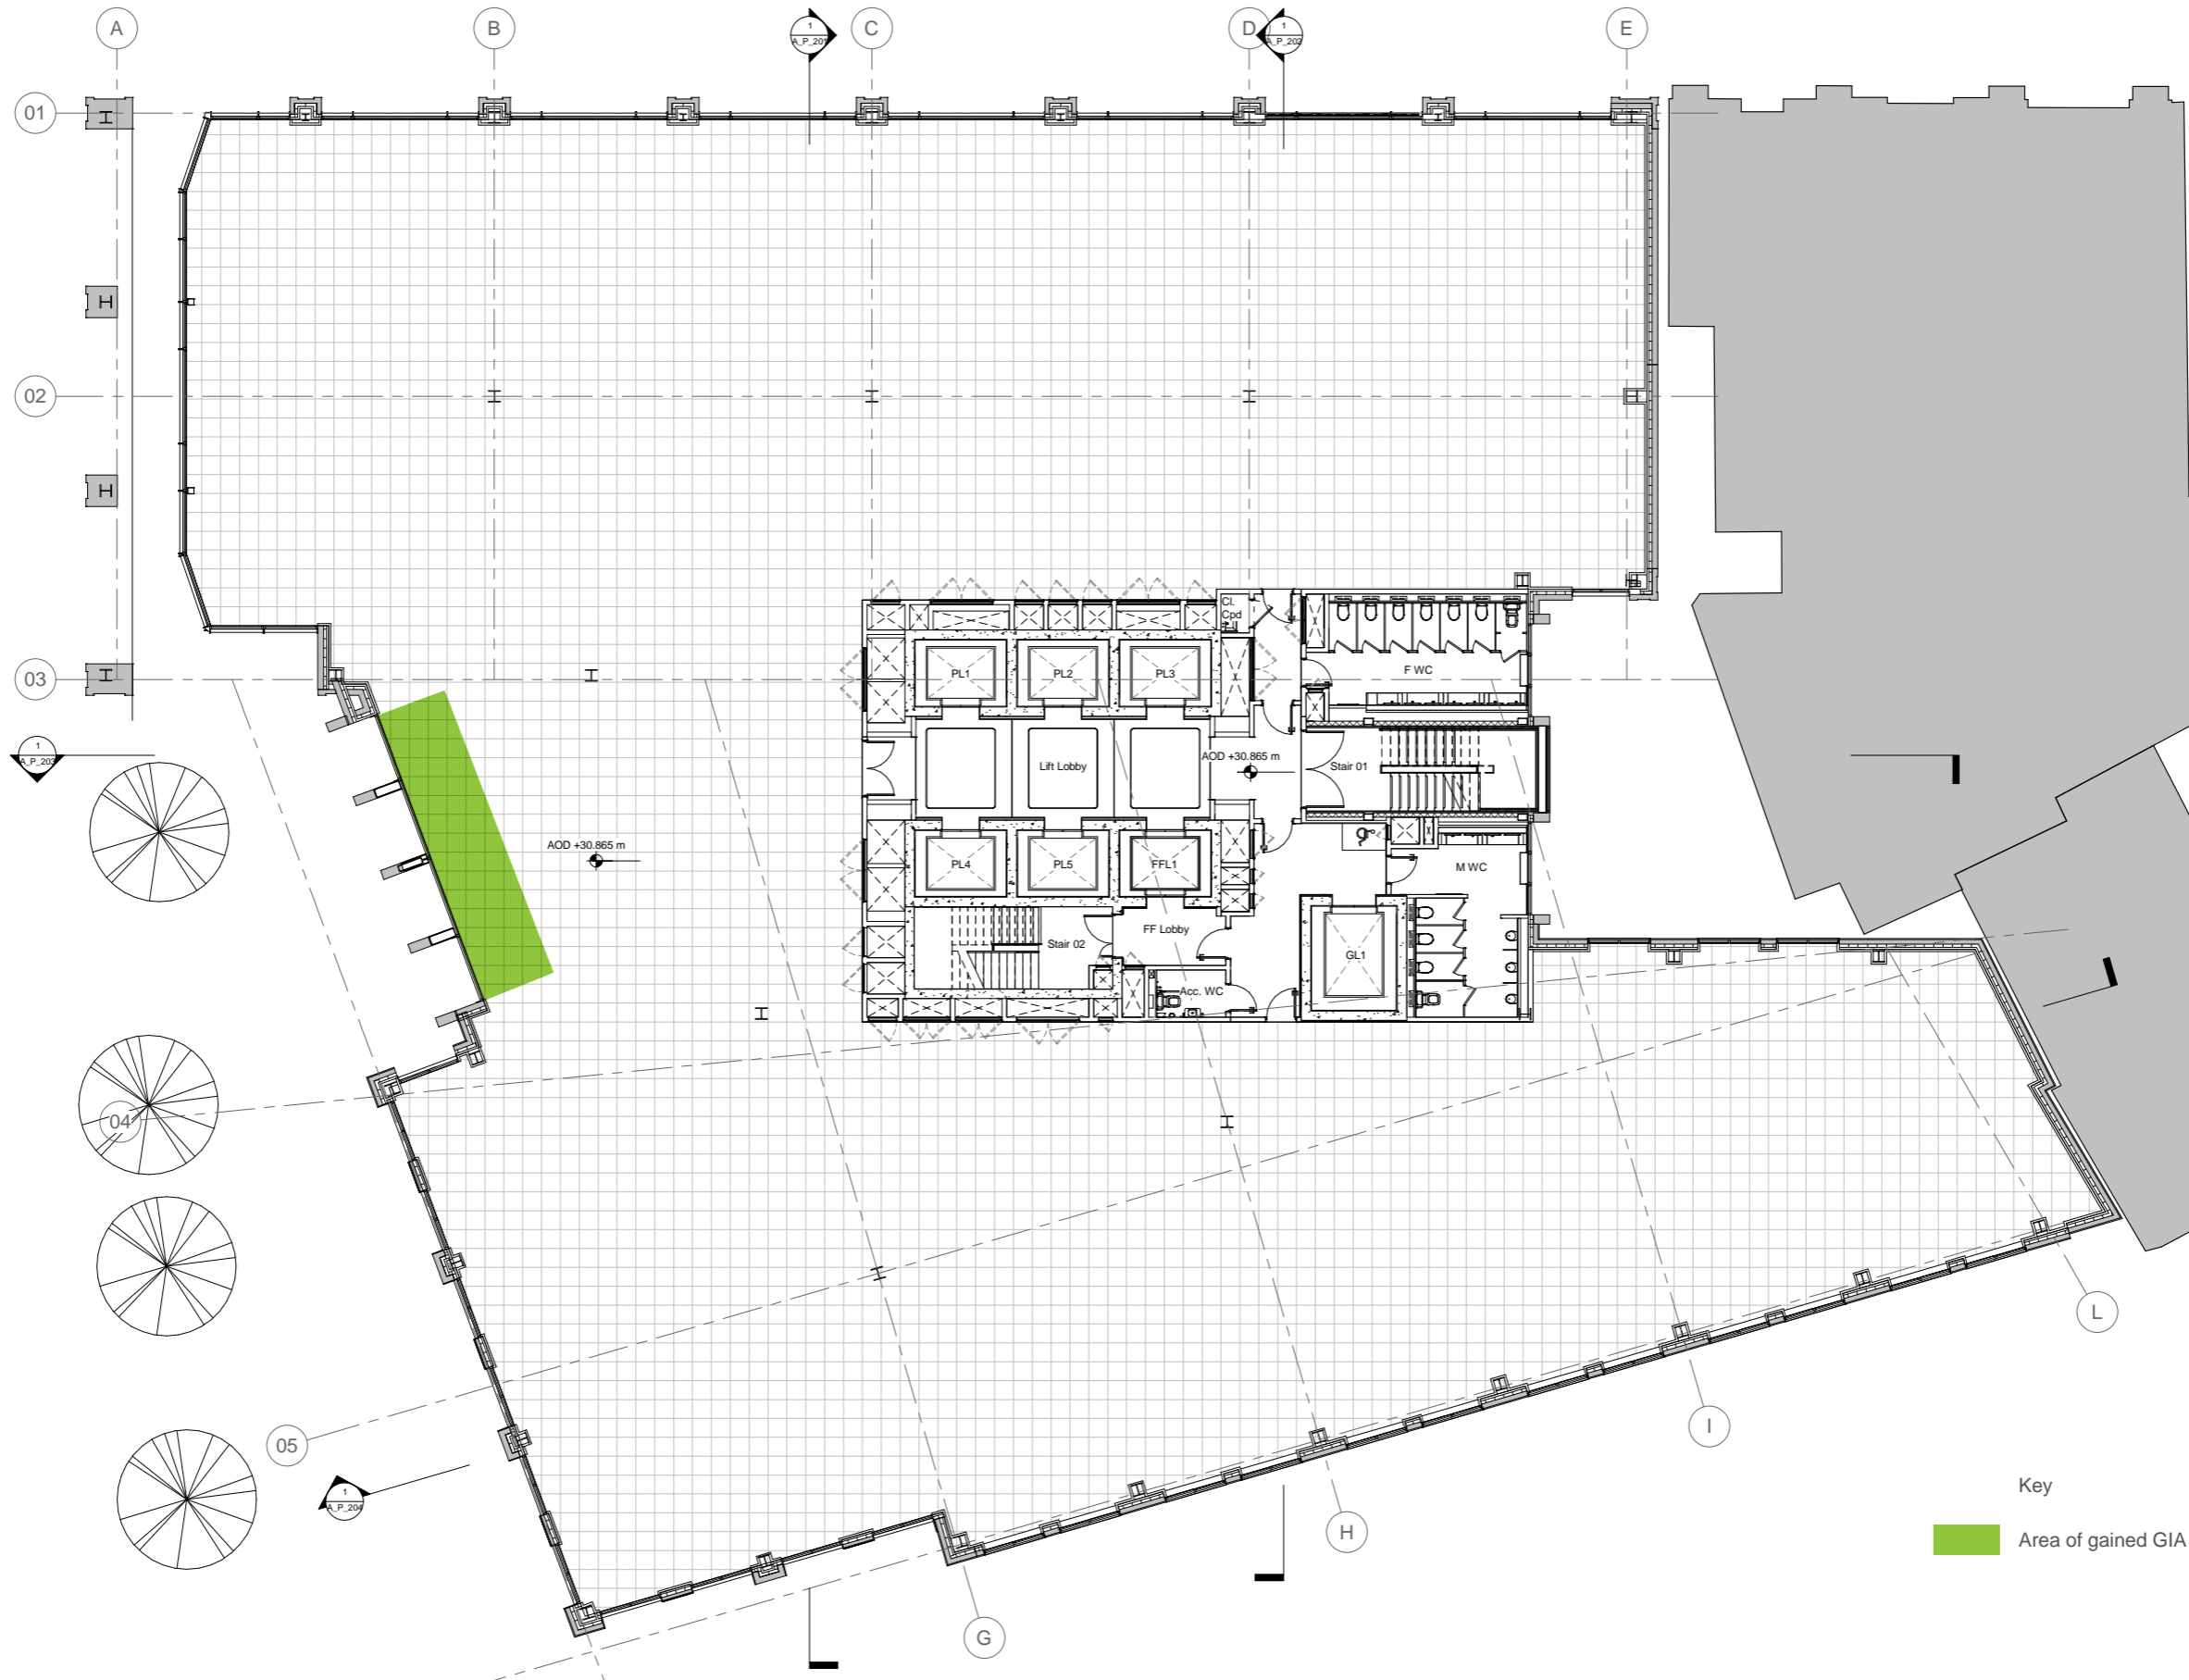 A
B
1
A_P_201
C
D
1
A_P_202
E
01
02
03
Cl.
Cpd
PL1
PL2
PL3
F WC
1
A_P_203
Lift Lobby
AOD +30.865 m
Stair 01
AOD +30.865 m
PL4
PL5
FFL1
M WC
Stair 02
FF Lobby
GL1
Acc. WC
04
L
05
I
1
A_P_204
H
G
Key
Area of gained GIA